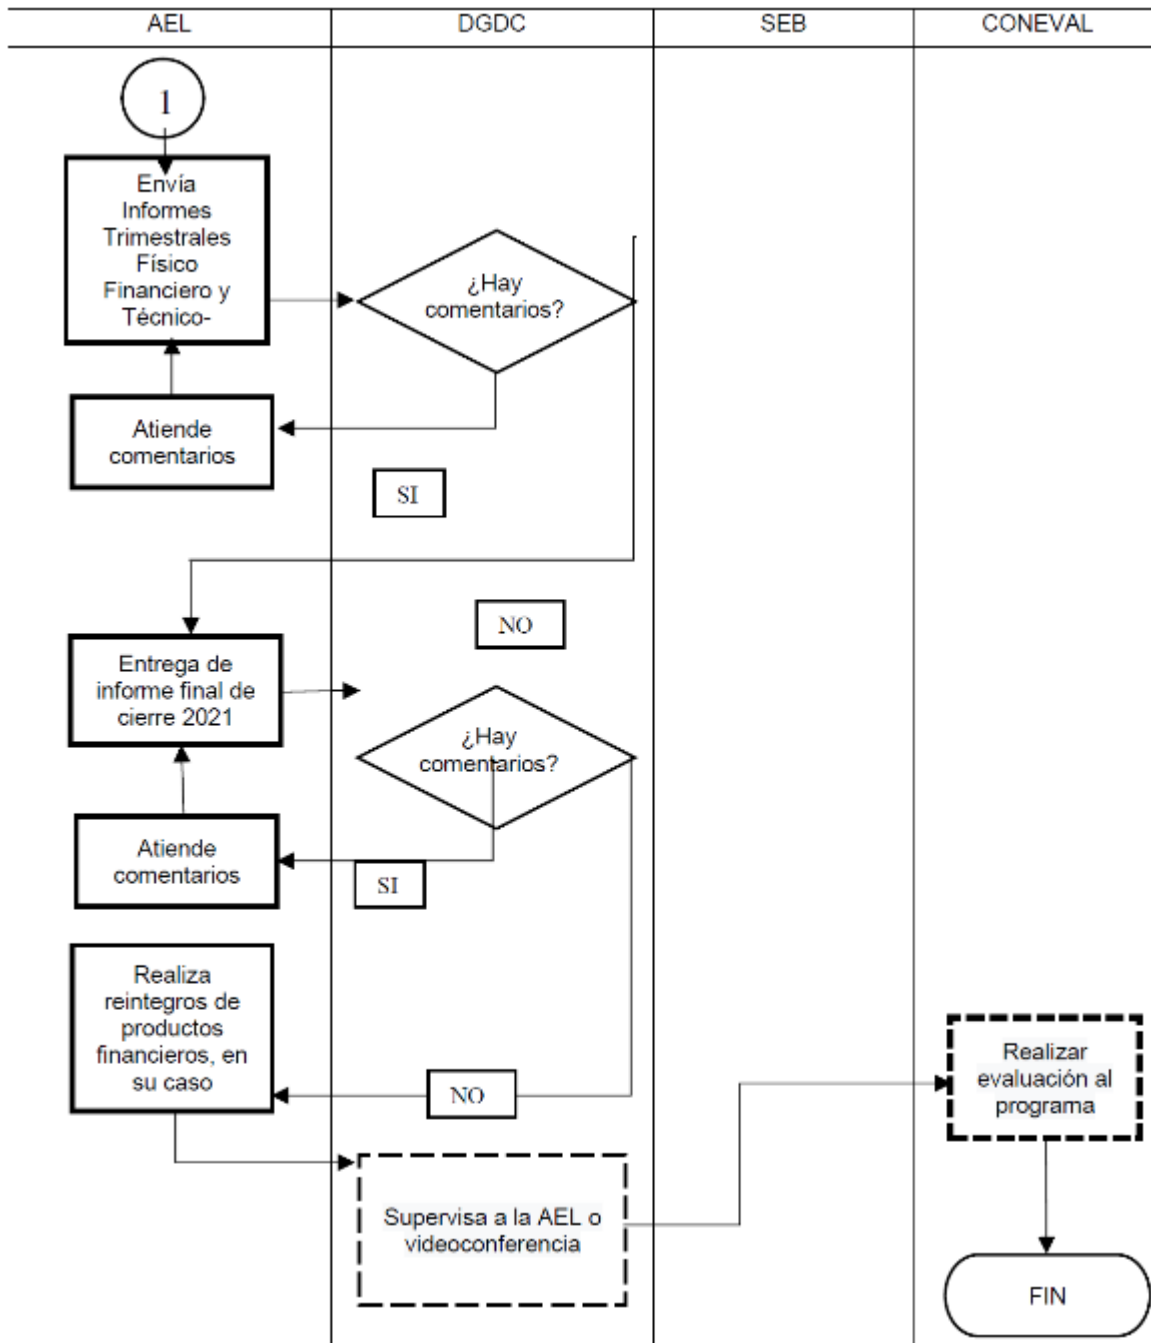 AEL
DGDC
SEB
CONEVAL
1
Envía
Informes
Trimestrales
Físico
Financiero y
Técnico-
¿Hay
comentarios?
Atiende
comentarios
SI
NO
Entrega de
informe final de
cierre 2021
¿Hay
comentarios?
Atiende
comentarios
SI
Realiza
reintegros de
productos
financieros, en
su caso
NO
Realizar
evaluación al
programa
Supervisa a la AEL o
videoconferencia
FIN